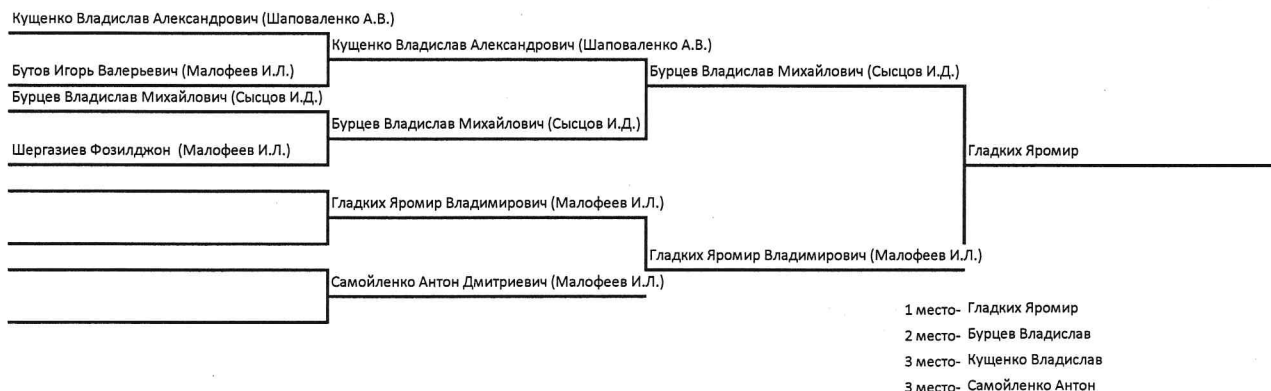 Кущенко Владислав Александрович (Шаповаленко А.В.)
Кущенко Владислав Александрович (Шаповаленко А.В.)
Бутов Игорь Валерьевич (Малофеев И.Л.)
Бурцев Владислав Михайлович (Сысцов И.Д.)
Бурцев Владислав Михайлович (Сысцов И.Д.)
Бурцев Владислав Михайлович (Сысцов И.Д.)
Шергазиев Фозилджон (Малофеев И.Л.)
Гладких Яромир
Гладких Яромир Владимирович (Малофеев И.Л.)
Гладких Яромир Владимирович (Малофеев И.Л.)
Самойленко Антон Дмитриевич (Малофеев И.Л.)
1 место- Гладких Яромир
2 место- Бурцев Владислав
3 место- Кущенко Владислав
3 место- Самойленко Антон